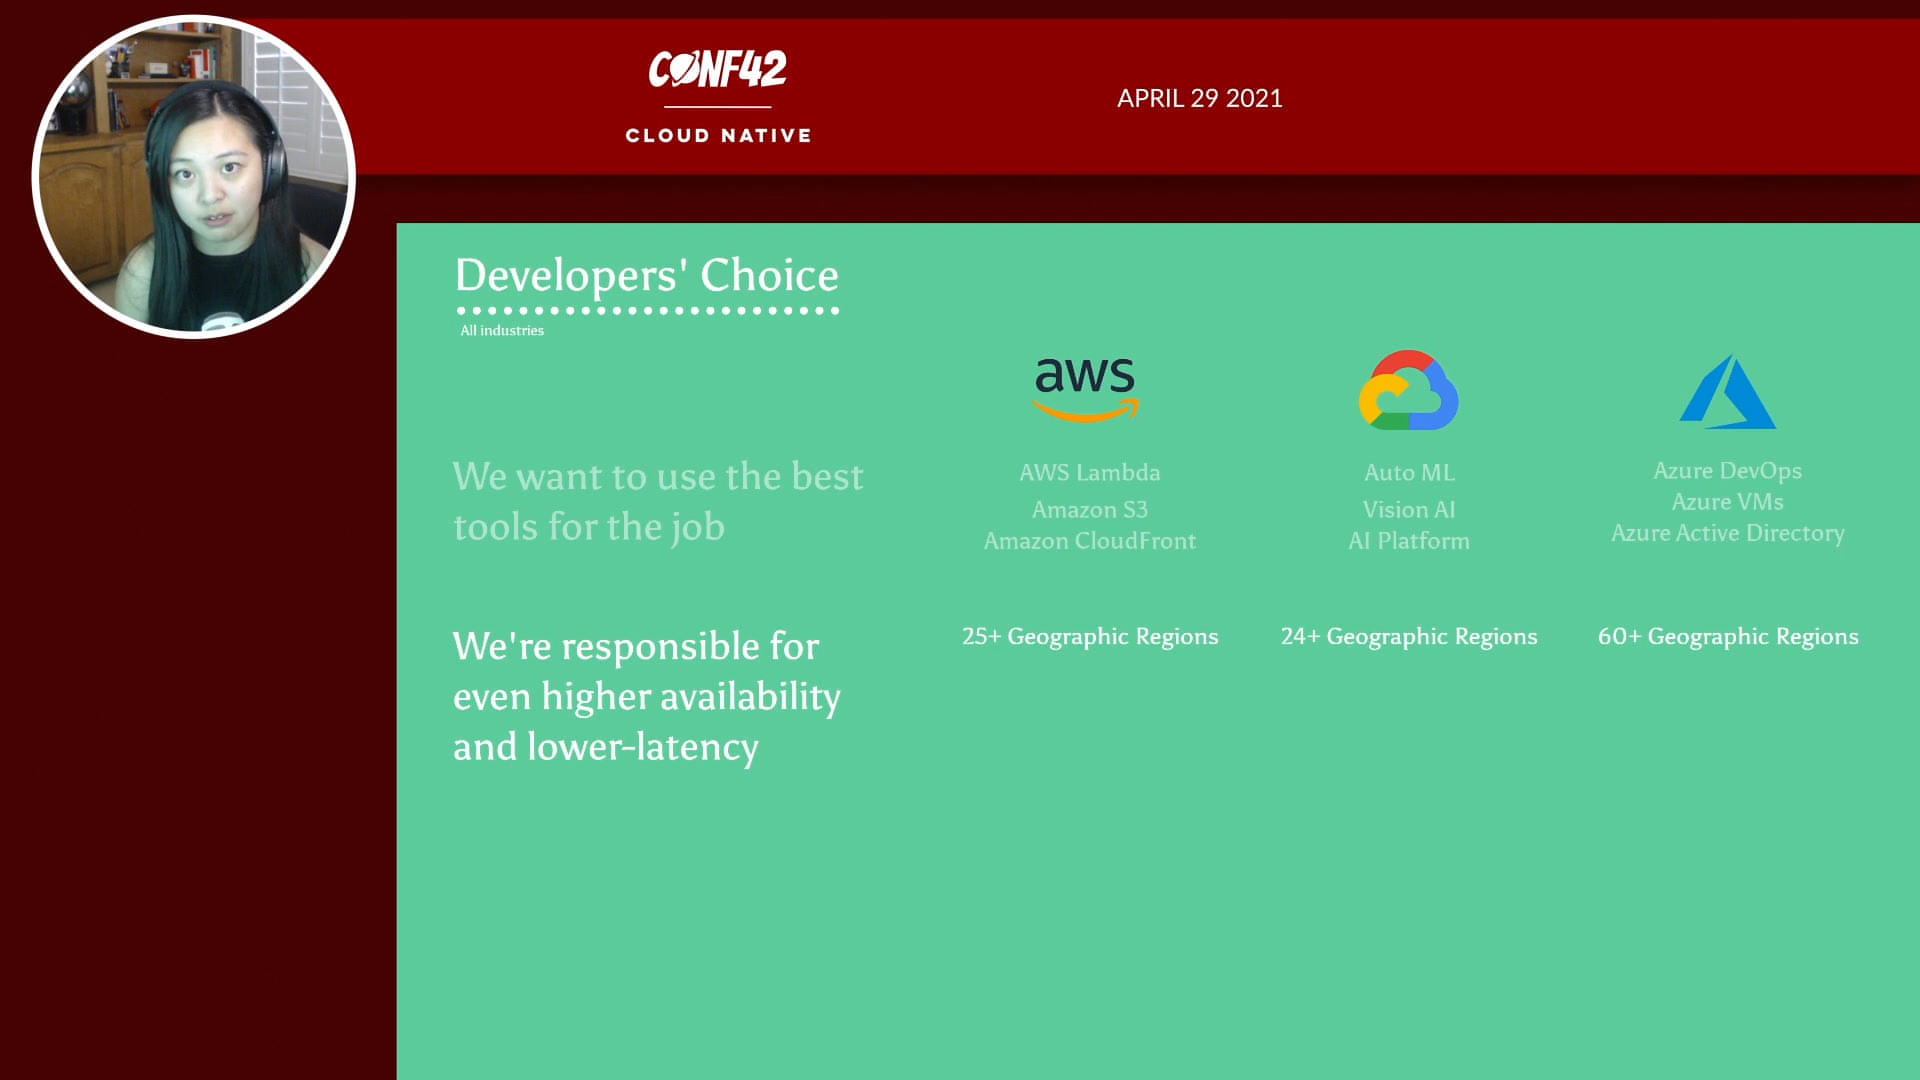 CONF42
CLOUD NATIVE
APRIL 29 2021
Developers' Choice
All industries
aws
We want to use the best
tools for the job
AWS Lambda
Amazon S3
Amazon CloudFront
Auto ML
Vision AI
AI Platform
Azure DevOps
Azure VMs
Azure Active Directory
We're responsible for
even higher availability
and lower-latency
25+ Geographic Regions
24+ Geographic Regions
60+ Geographic Regions